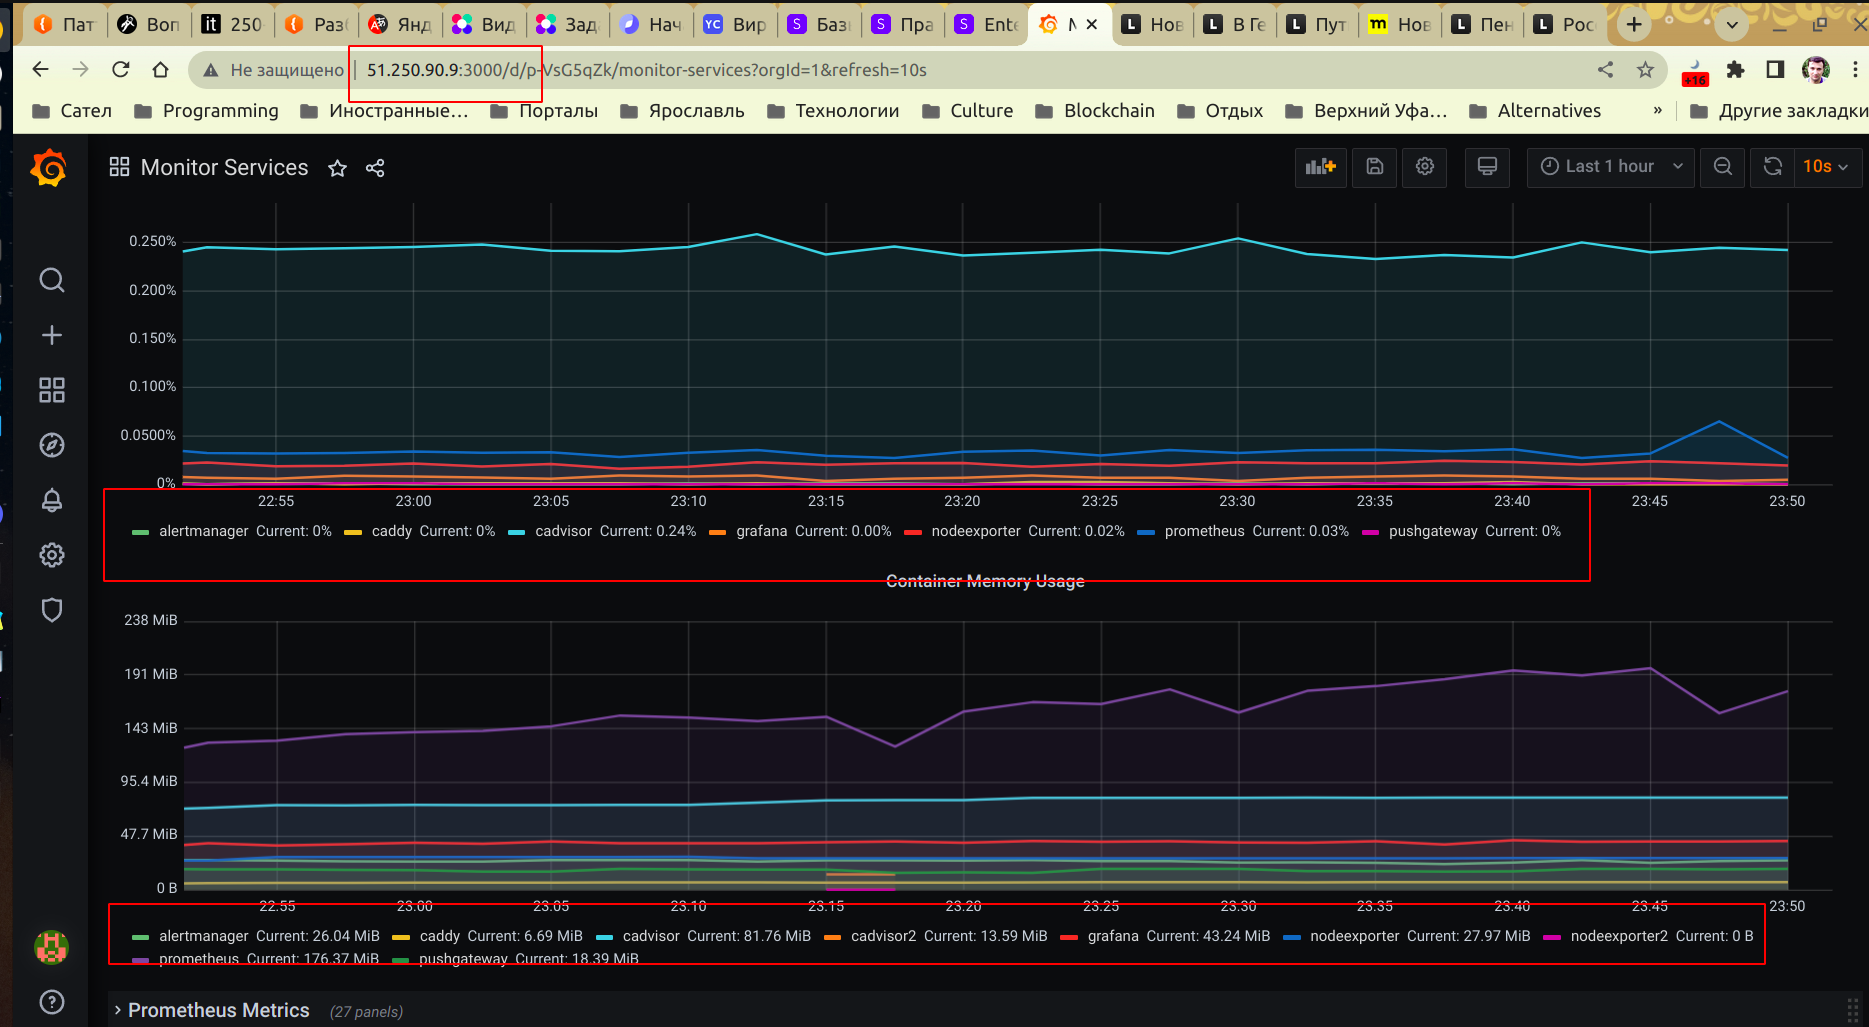 Пат
Воп
it 250
Раз
Янд
Вид
Зад
Нач
YC Вир
S Баз
S Пра
S Ente
L Нов
L В Ге
L Пут
m Нов
L Пен
L Рос
Не защищено 51.250.90.9:3000/d/p-VsG5qZk/monitor-services?orgId=1&refresh=10s
+16
Сател Programming Иностранные... Порталы Ярославль Технологии Culture Blockchain Отдых Верхний Уфа... Alternatives » Другие закладки
Monitor Services
Last 1 hour
10s
0.250%
0.200%
0.150%
0.100%
0.0500%
0%
22:55 23:00 23:05 23:10 23:15 23:20 23:25 23:30 23:35 23:40 23:45 23:50
alertmanager Current: 0% caddy Current: 0% cadvisor Current: 0.24% grafana Current: 0.00% nodeexporter Current: 0.02% prometheus Current: 0.03% pushgateway Current: 0%
Container Memory Usage
238 MiB
191 MiB
143 MiB
95.4 MiB
47.7 MiB
0 B
22:55 23:00 23:05 23:10 23:15 23:20 23:25 23:30 23:35 23:40 23:45 23:50
alertmanager Current: 26.04 MiB caddy Current: 6.69 MiB cadvisor Current: 81.76 MiB cadvisor2 Current: 13.59 MiB grafana Current: 43.24 MiB nodeexporter Current: 27.97 MiB nodeexporter2 Current: 0 B
prometheus Current: 176.37 MiB pushgateway Current: 18.39 MiB
Prometheus Metrics (27 panels)